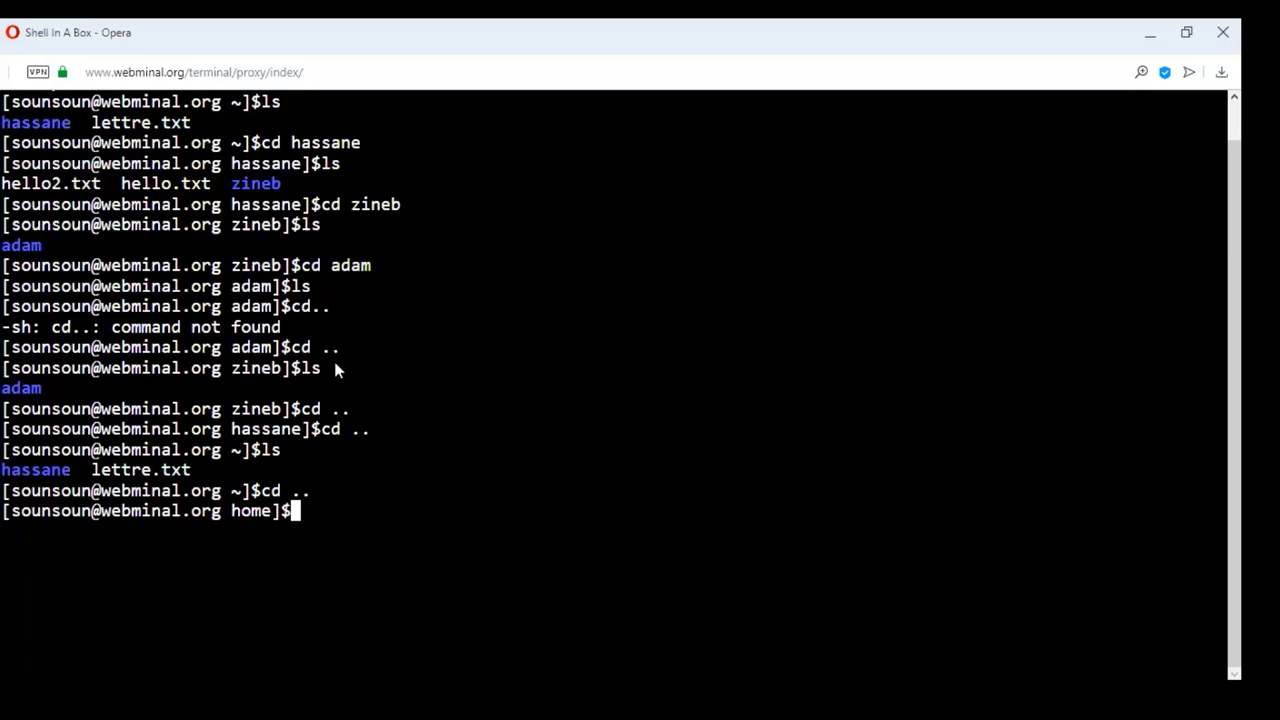 Shell In A Box - Opera
VPN www.webminal.org/terminal/proxy/index/
[sounsoun@webminal.org ~]$ls
hassane  lettre.txt
[sounsoun@webminal.org ~]$cd hassane
[sounsoun@webminal.org hassane]$ls
hello2.txt  hello.txt  zineb
[sounsoun@webminal.org hassane]$cd zineb
[sounsoun@webminal.org zineb]$ls
adam
[sounsoun@webminal.org zineb]$cd adam
[sounsoun@webminal.org adam]$ls
[sounsoun@webminal.org adam]$cd..
-sh: cd..: command not found
[sounsoun@webminal.org adam]$cd ..
[sounsoun@webminal.org zineb]$ls
adam
[sounsoun@webminal.org zineb]$cd ..
[sounsoun@webminal.org hassane]$cd ..
[sounsoun@webminal.org ~]$ls
hassane  lettre.txt
[sounsoun@webminal.org ~]$cd ..
[sounsoun@webminal.org home]$